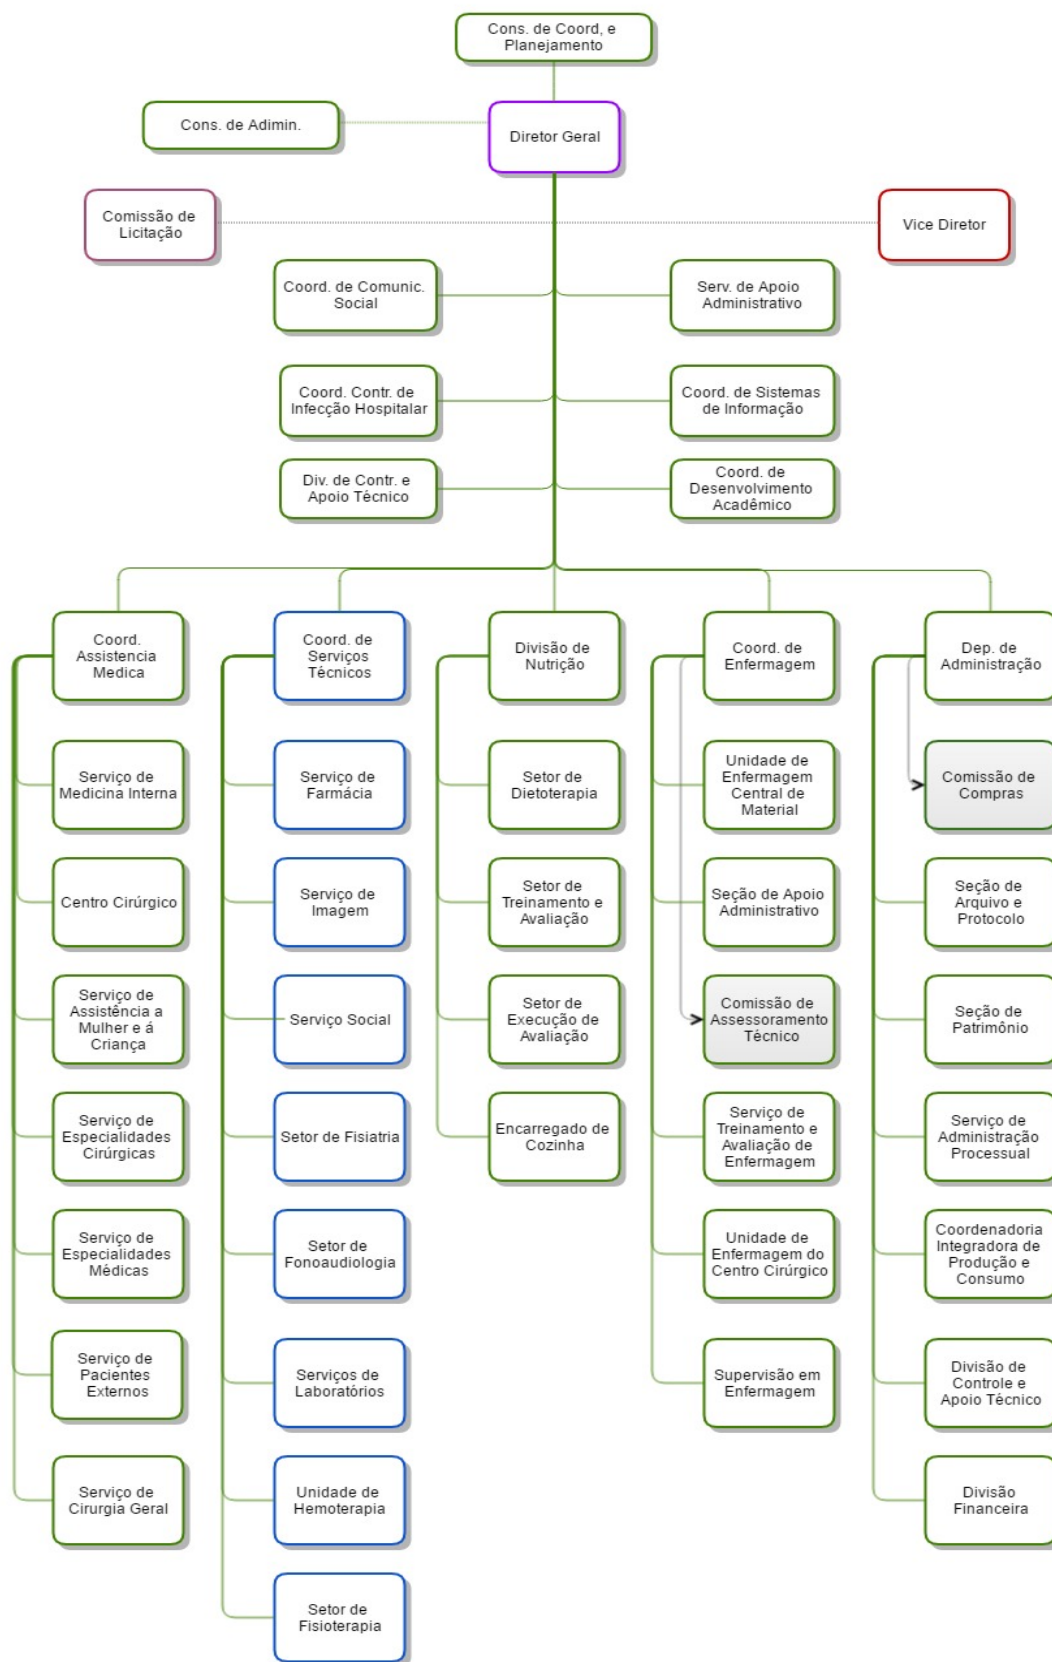 Cons. de Coord, e
Planejamento
Cons. de Adimin.
Diretor Geral
Comissão de
Licitação
Vice Diretor
Coord. de Comunic.
Social
Serv. de Apoio
Administrativo
Coord. Contr. de
Infecção Hospitalar
Coord. de Sistemas
de Informação
Div. de Contr. e
Apoio Técnico
Coord. de
Desenvolvimento
Acadêmico
Coord.
Assistencia
Medica
Serviço de
Medicina Interna
Centro Cirúrgico
Serviço de
Assistência a
Mulher e á
Criança
Serviço de
Especialidades
Cirúrgicas
Serviço de
Especialidades
Médicas
Serviço de
Pacientes
Externos
Serviço de
Cirurgia Geral
Coord. de
Serviços
Técnicos
Serviço de
Farmácia
Serviço de
Imagem
Serviço Social
Setor de Fisiatria
Setor de
Fonoaudiologia
Serviços de
Laboratórios
Unidade de
Hemoterapia
Setor de
Fisioterapia
Divisão de
Nutrição
Setor de
Dietoterapia
Setor de
Treinamento e
Avaliação
Setor de
Execução de
Avaliação
Encarregado de
Cozinha
Coord. de
Enfermagem
Unidade de
Enfermagem
Central de
Material
Seção de Apoio
Administrativo
Comissão de
Assessoramento
Técnico
Serviço de
Treinamento e
Avaliação de
Enfermagem
Unidade de
Enfermagem do
Centro Cirúrgico
Supervisão em
Enfermagem
Dep. de
Administração
Comissão de
Compras
Seção de
Arquivo e
Protocolo
Seção de
Patrimônio
Serviço de
Administração
Processual
Coordenadoria
Integradora de
Produção e
Consumo
Divisão de
Controle e
Apoio Técnico
Divisão
Financeira